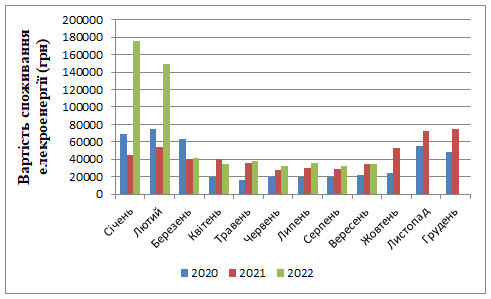 Вартість споживання
елекроенергії (грн)
200000
180000
160000
140000
120000
100000
80000
60000
40000
20000
0
Січень
Лютий
Березень
Квітень
Травень
Червень
Липень
Серпень
Вересень
Жовтень
Листопад
Грудень
2020 2021 2022